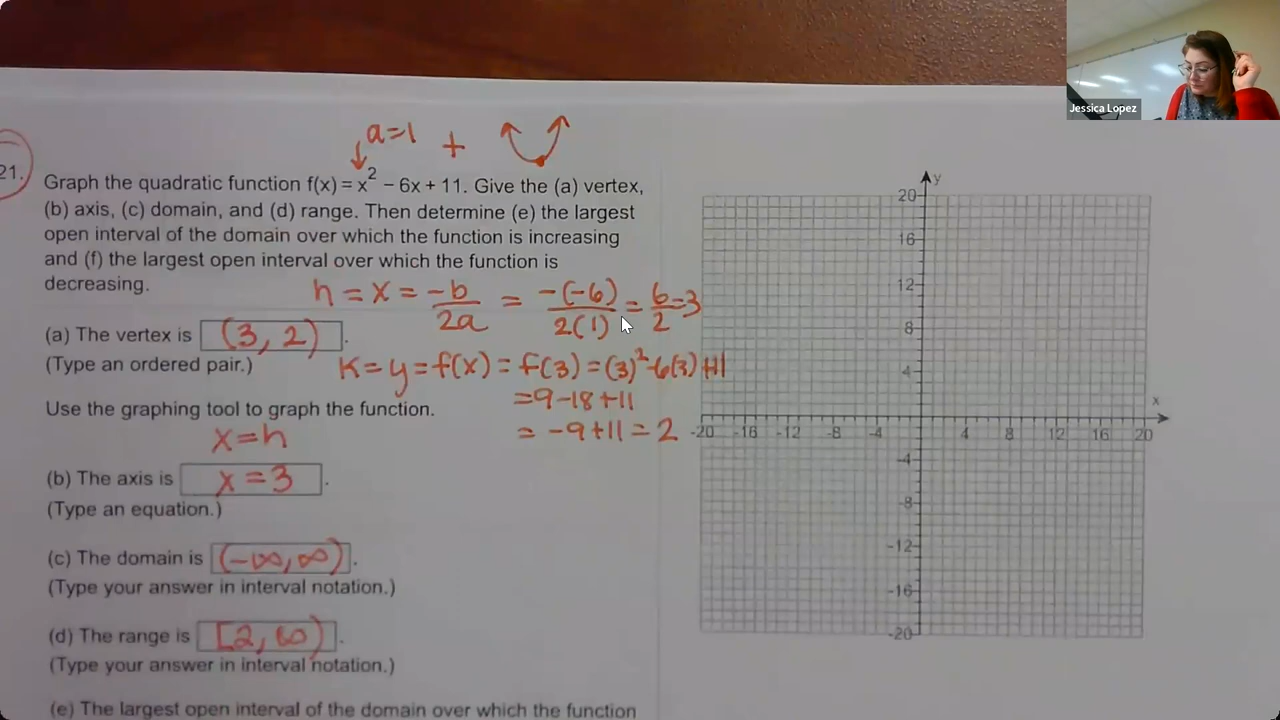 Jessica Lopez
a=1 +
21. Graph the quadratic function f(x) = x² − 6x + 11. Give the (a) vertex,
(b) axis, (c) domain, and (d) range. Then determine (e) the largest
open interval of the domain over which the function is increasing
and (f) the largest open interval over which the function is
decreasing.
h = x = -b/2a = -(-6)/2(1) = 6/2 = 3
(a) The vertex is (3, 2).
(Type an ordered pair.)
K = y = f(x) = f(3) = (3)² -6(3) +11
= 9 - 18 + 11
= -9 + 11 = 2
Use the graphing tool to graph the function.
x = h
(b) The axis is x = 3.
(Type an equation.)
(c) The domain is (-∞, ∞).
(Type your answer in interval notation.)
(d) The range is [2, ∞).
(Type your answer in interval notation.)
(e) The largest open interval of the domain over which the function
y
20
16
12
8
4
x
-20 -16 -12 -8 -4 4 8 12 16 20
-4
-8
-12
-16
-20